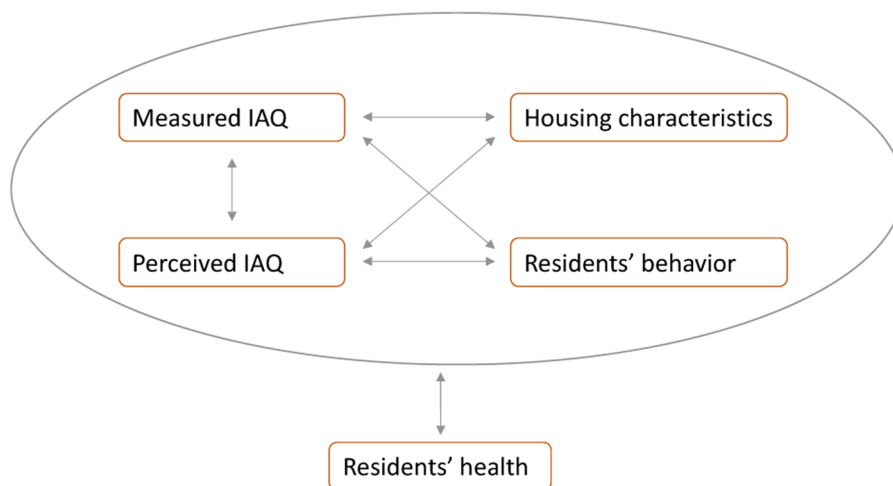 Measured IAQ
Housing characteristics
Perceived IAQ
Residents’ behavior
Residents’ health